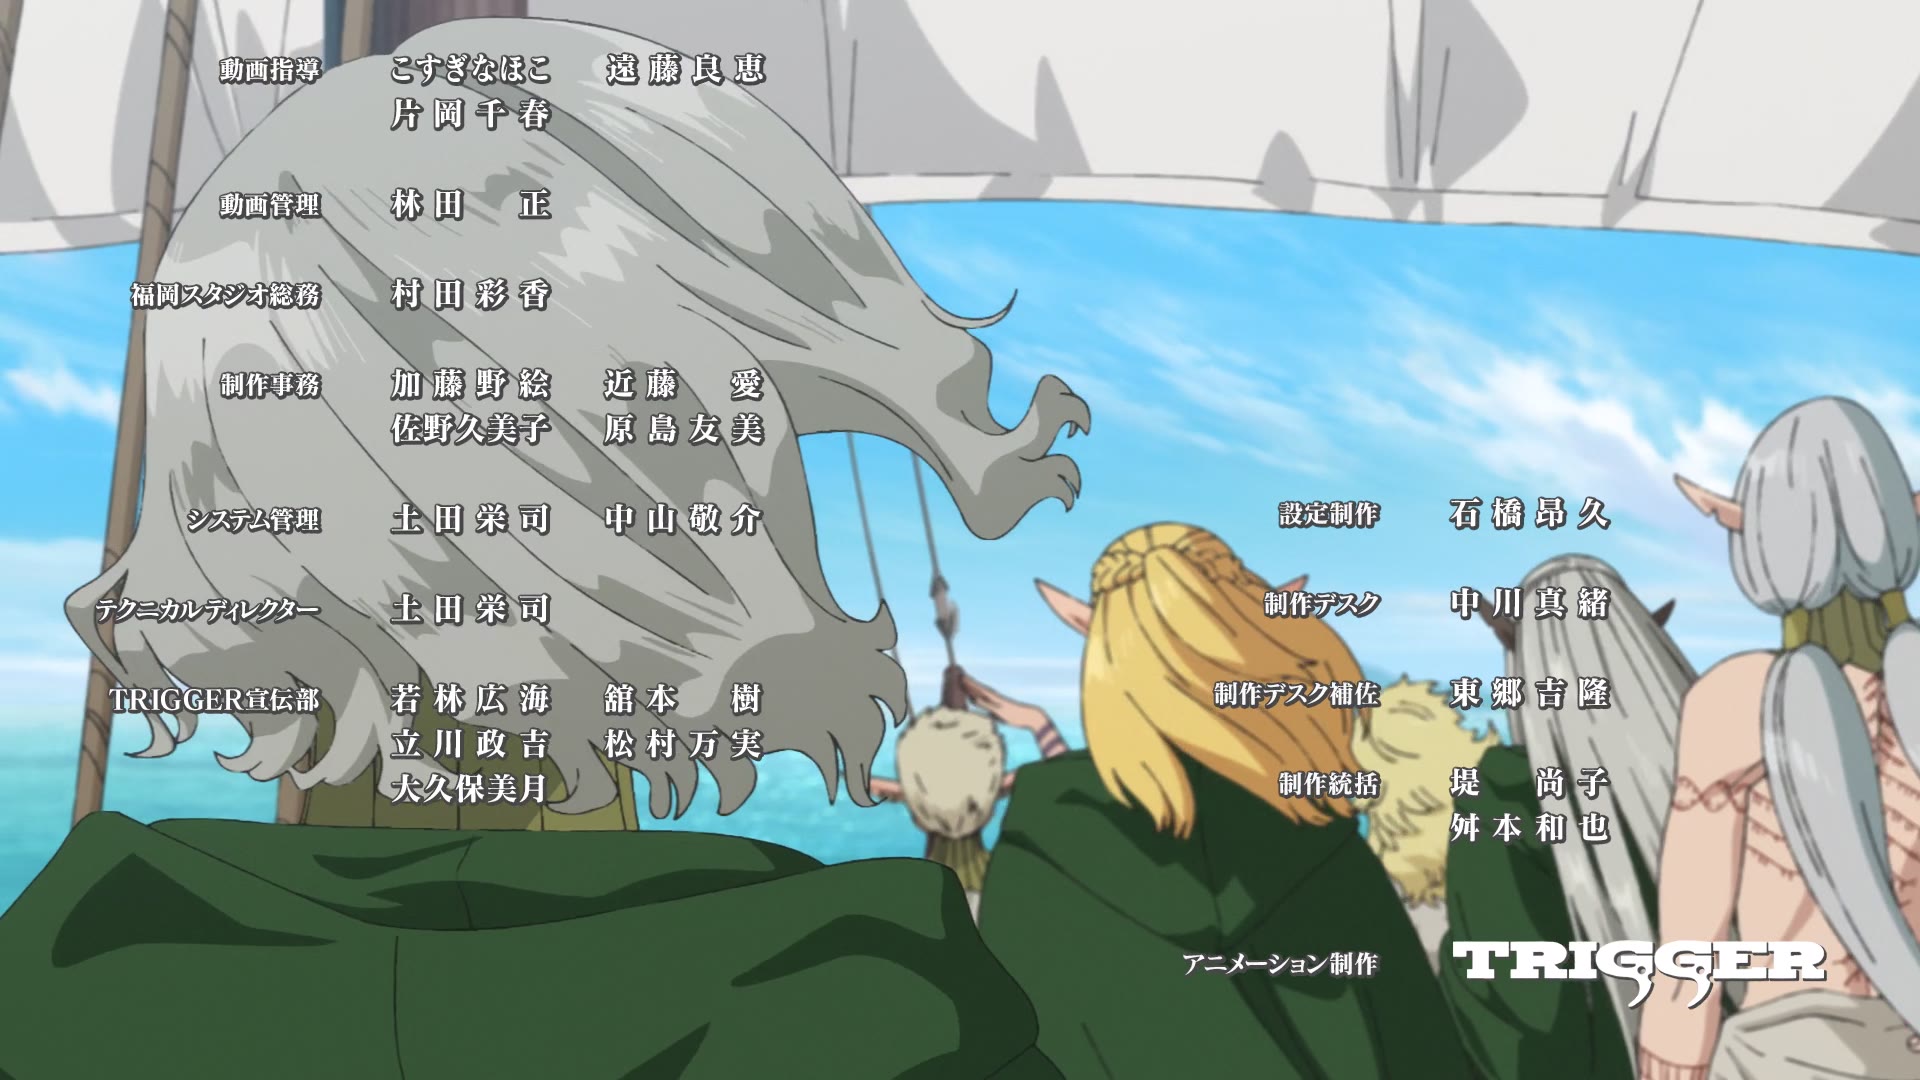 動画指導 こすぎなほこ 遠藤良恵
片岡千春
動画管理 林田 正
福岡スタジオ総務 村田彩香
制作事務 加藤野絵 近藤 愛
佐野久美子 原島友美
システム管理 土田栄司 中山敬介
テクニカルディレクター 土田栄司
TRIGGER宣伝部 若林広海 舘本 樹
立川政吉 松村万実
大久保美月
設定制作 石橋昂久
制作デスク 中川真緒
制作デスク補佐 東郷吉隆
制作統括 堤 尚子
舛本和也
アニメーション制作 TRIGGER